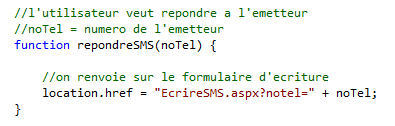 //l'utilisateur veut repondre a l'emetteur
//noTel = numero de l'emetteur
function repondreSMS(noTel) {
//on renvoie sur le formulaire d'ecriture
location.href = "EcrireSMS.aspx?notel=" + noTel;
}